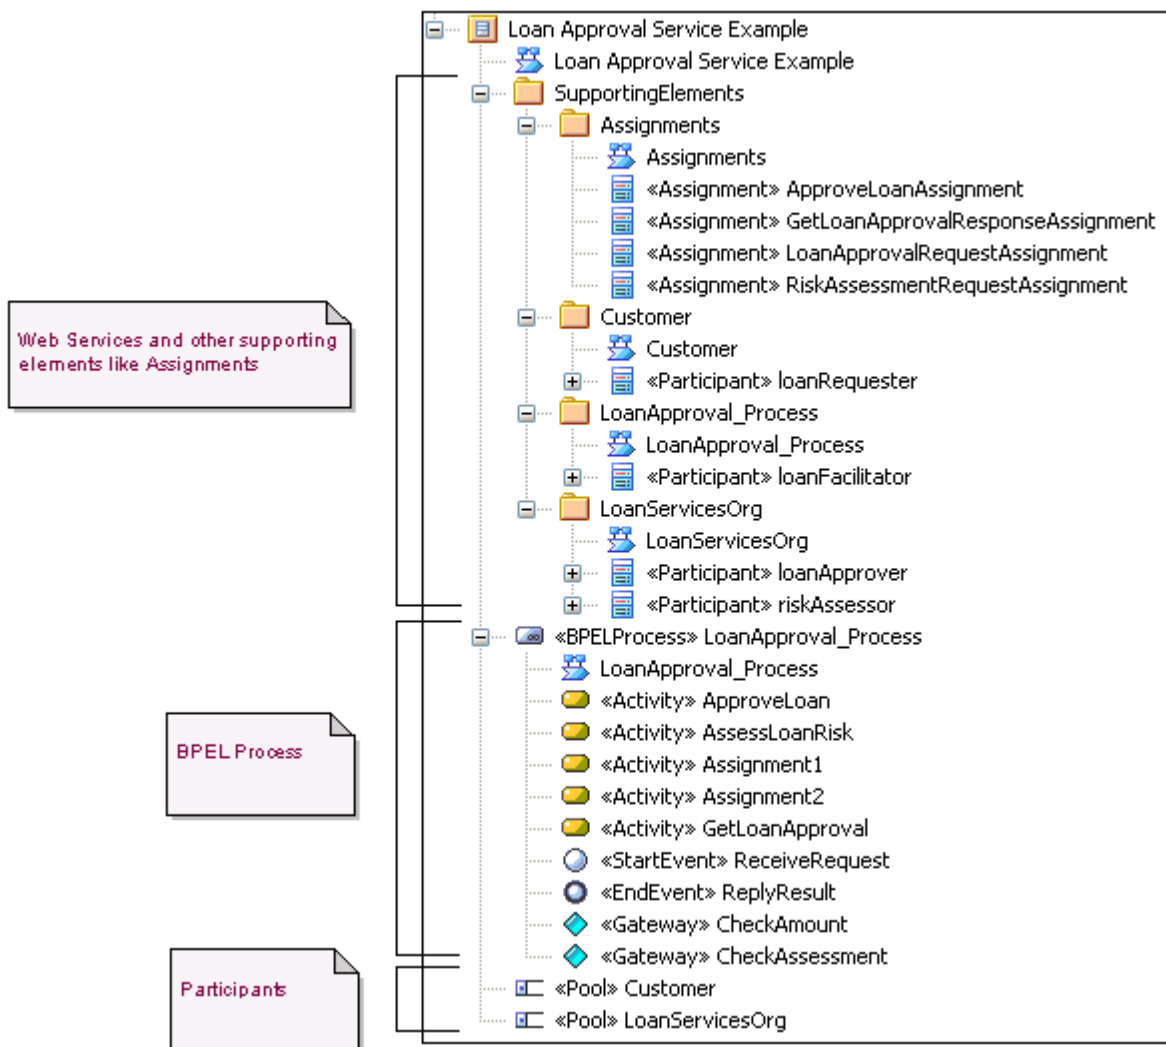 Loan Approval Service Example
Loan Approval Service Example
SupportingElements
Assignments
Assignments
«Assignment» ApproveLoanAssignment
«Assignment» GetLoanApprovalResponseAssignment
«Assignment» LoanApprovalRequestAssignment
«Assignment» RiskAssessmentRequestAssignment
Customer
Customer
«Participant» loanRequester
LoanApproval_Process
LoanApproval_Process
«Participant» loanFacilitator
LoanServicesOrg
LoanServicesOrg
«Participant» loanApprover
«Participant» riskAssessor
«BPELProcess» LoanApproval_Process
LoanApproval_Process
«Activity» ApproveLoan
«Activity» AssessLoanRisk
«Activity» Assignment1
«Activity» Assignment2
«Activity» GetLoanApproval
«StartEvent» ReceiveRequest
«EndEvent» ReplyResult
«Gateway» CheckAmount
«Gateway» CheckAssessment
«Pool» Customer
«Pool» LoanServicesOrg
Web Services and other supporting
elements like Assignments
BPEL Process
Participants